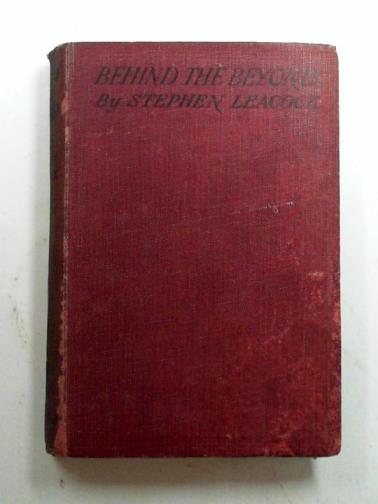 BEHIND THE BEYOND
By STEPHEN LEACOCK